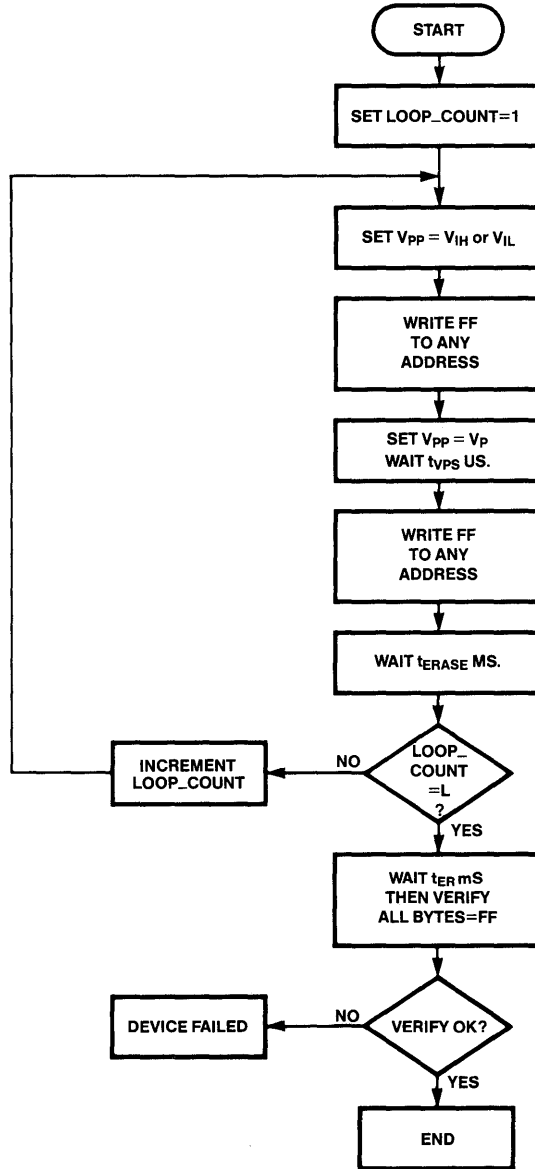 START
SET LOOP_COUNT=1
SET VPP = VIH or VIL
WRITE FF
TO ANY
ADDRESS
SET VPP = VP
WAIT tVPS US.
WRITE FF
TO ANY
ADDRESS
WAIT tERASE MS.
LOOP_
COUNT
=L
?
NO
INCREMENT
LOOP_COUNT
YES
WAIT tER mS
THEN VERIFY
ALL BYTES=FF
VERIFY OK?
NO
DEVICE FAILED
YES
END